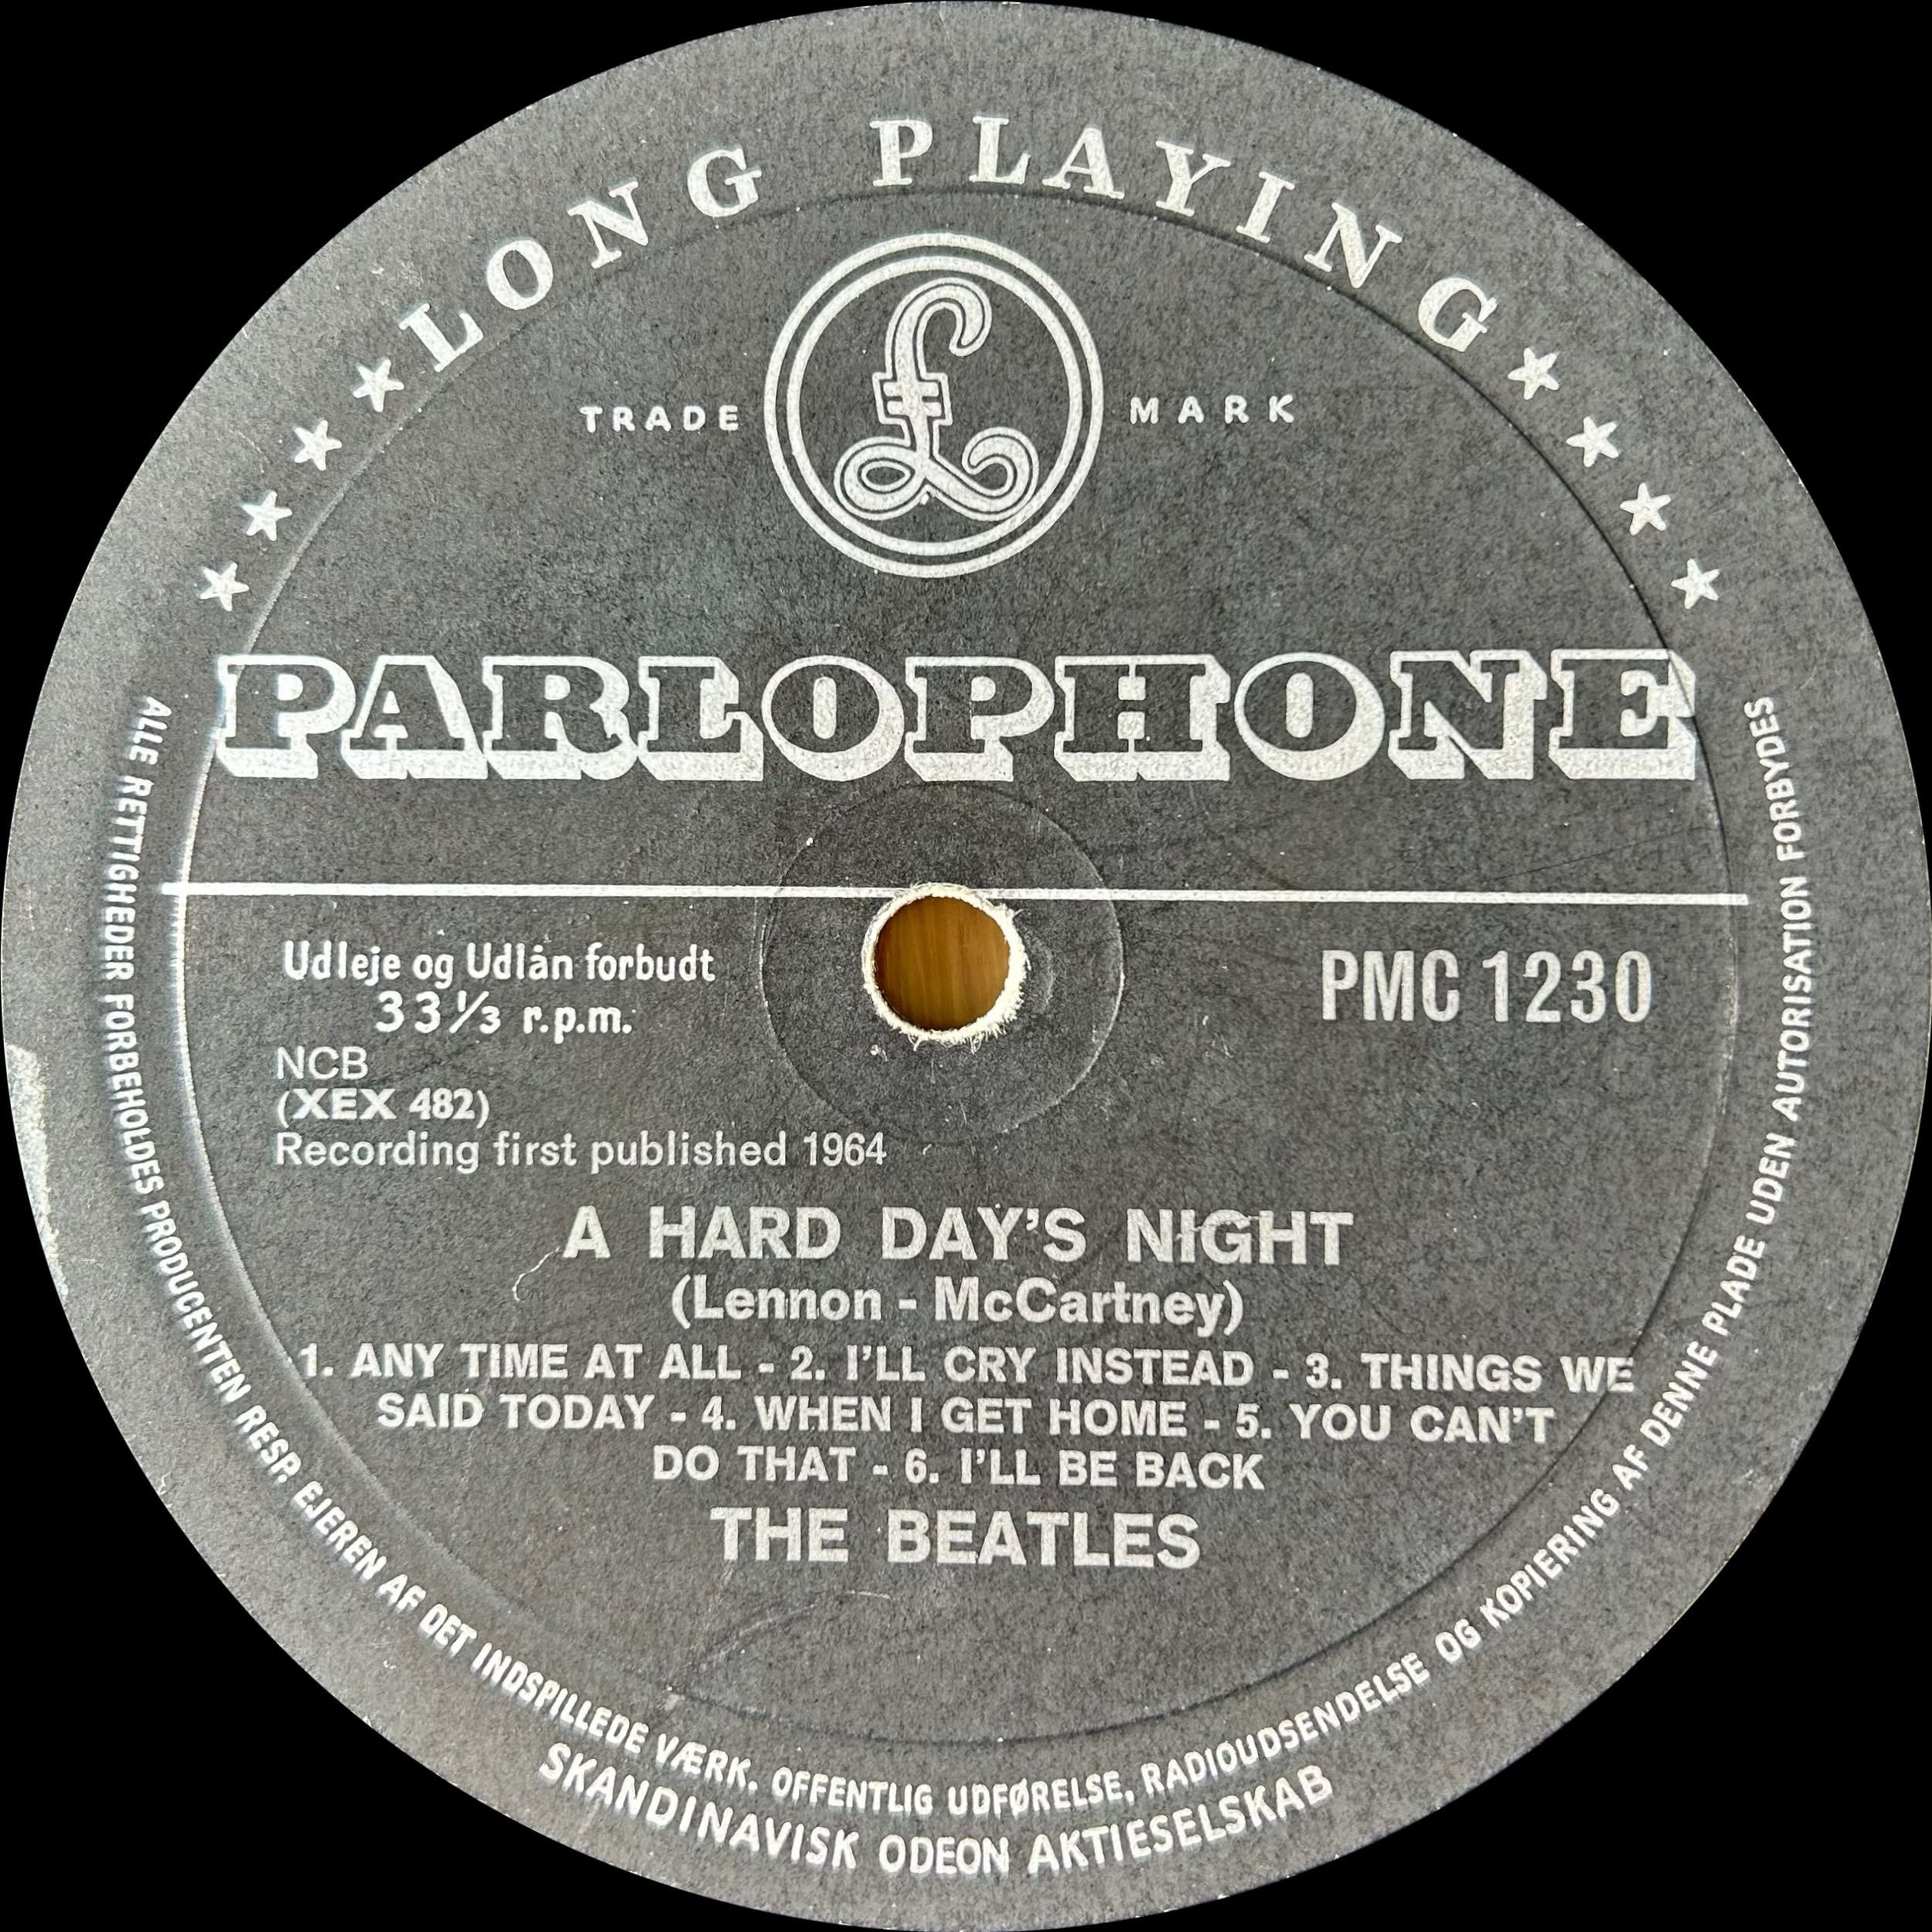 ★ ★ ★ ★ LONG PLAYING ★ ★ ★ ★
TRADE £ MARK
PARLOPHONE
Udleje og Udlån forbudt
33⅓ r.p.m.
PMC 1230
NCB
(XEX 482)
Recording first published 1964
A HARD DAY'S NIGHT
(Lennon - McCartney)
1. ANY TIME AT ALL - 2. I'LL CRY INSTEAD - 3. THINGS WE
SAID TODAY - 4. WHEN I GET HOME - 5. YOU CAN'T
DO THAT - 6. I'LL BE BACK
THE BEATLES
ALLE RETTIGHEDER FORBEHOLDES PRODUCENTEN RESP. EJEREN AF DET INDSPILLEDE VÆRK. OFFENTLIG UDFØRELSE, RADIOUDSENDELSE OG KOPIERING AF DENNE PLADE UDEN AUTORISATION FORBYDES
SKANDINAVISK ODEON AKTIESELSKAB